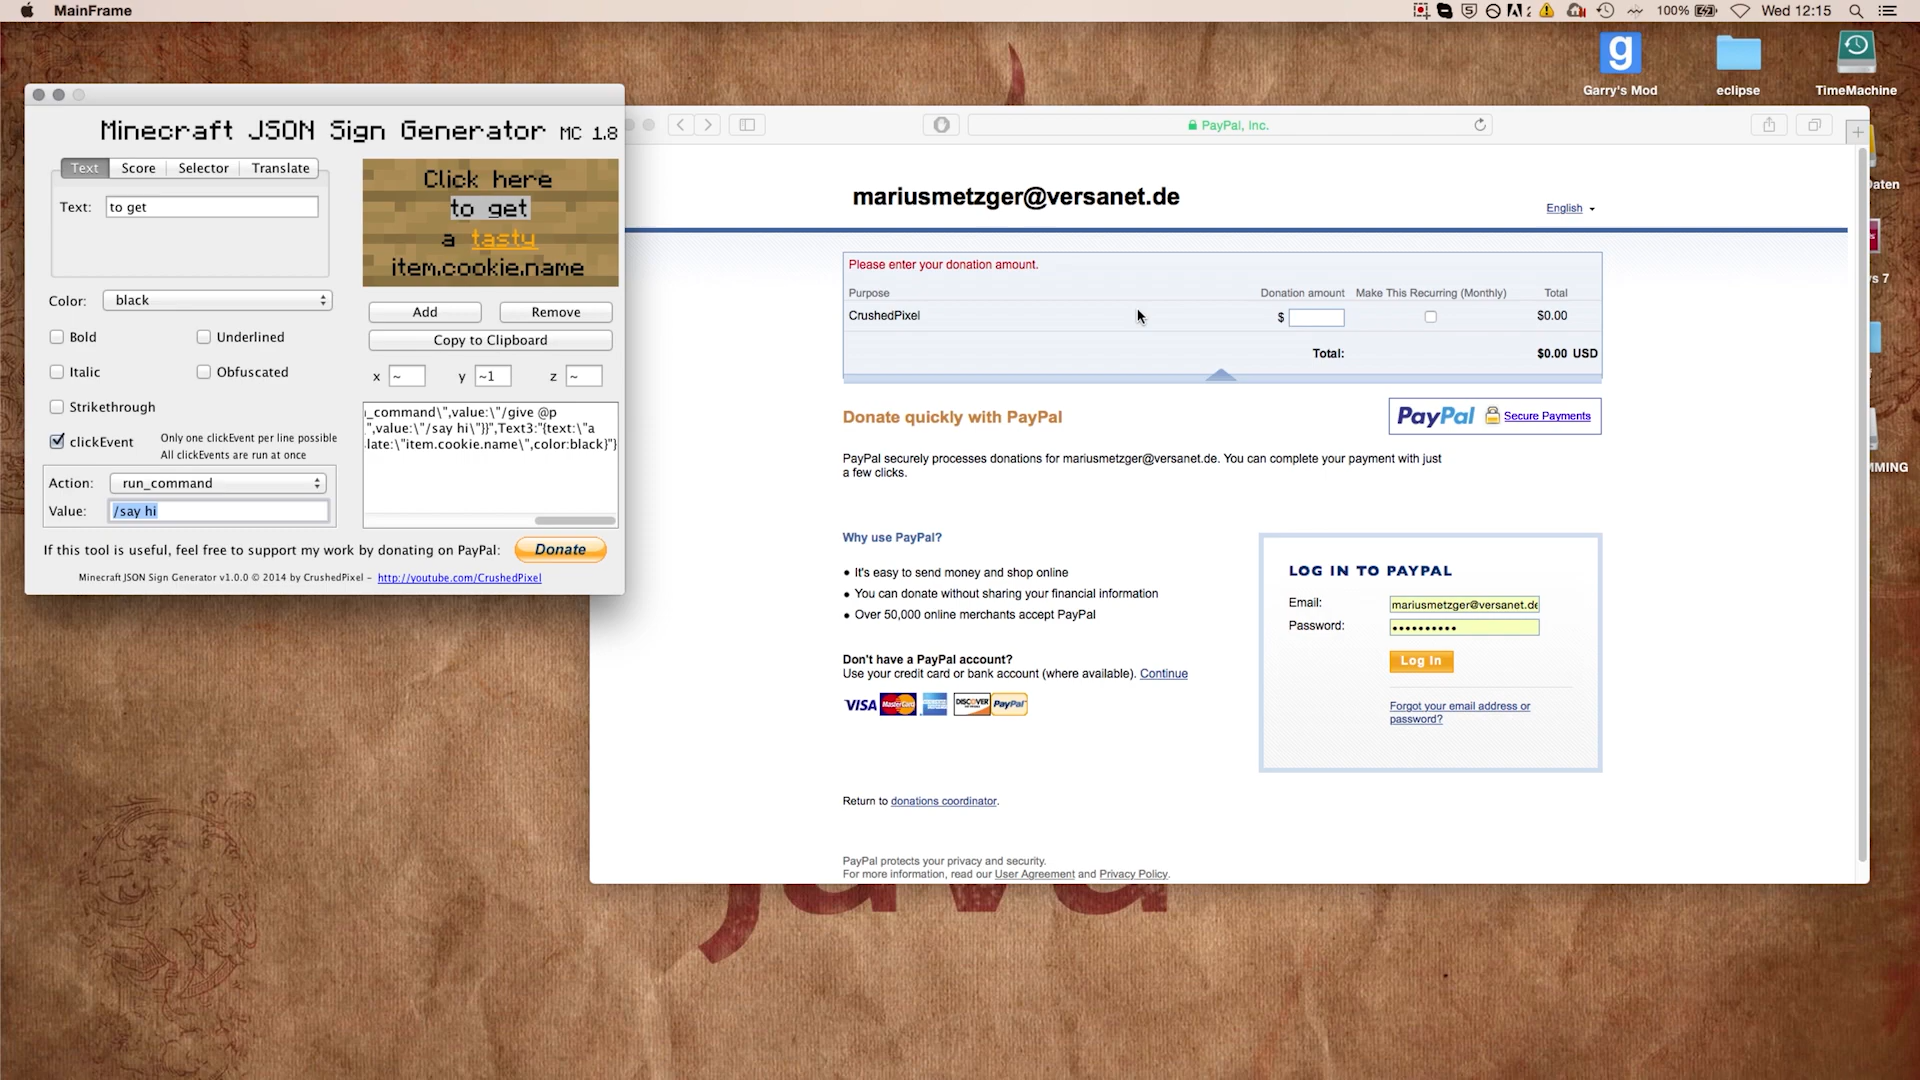 MainFrame
100%
Wed 12:15
Garry's Mod
eclipse
TimeMachine
Minecraft JSON Sign Generator MC 1.8
Text
Score
Selector
Translate
Text:
to get
Color:
black
Bold
Underlined
Italic
Obfuscated
Strikethrough
clickEvent
Only one clickEvent per line possible
All clickEvents are run at once
Action:
run_command
Value:
/say hi
Click here
to get
a tasty
item.cookie.name
Add
Remove
Copy to Clipboard
x ~
y ~1
z ~
_command\",value:\"/give @p
",value:\"/say hi\"}}",Text3:"{text:\"a
late:\"item.cookie.name\",color:black}"}
If this tool is useful, feel free to support my work by donating on PayPal:
Donate
Minecraft JSON Sign Generator v1.0.0 © 2014 by CrushedPixel – http://youtube.com/CrushedPixel
PayPal, Inc.
mariusmetzger@versanet.de
English
Please enter your donation amount.
Purpose
Donation amount
Make This Recurring (Monthly)
Total
CrushedPixel
$
$0.00
Total:
$0.00 USD
Donate quickly with PayPal
PayPal
Secure Payments
PayPal securely processes donations for mariusmetzger@versanet.de. You can complete your payment with just
a few clicks.
Why use PayPal?
• It's easy to send money and shop online
• You can donate without sharing your financial information
• Over 50,000 online merchants accept PayPal
Don't have a PayPal account?
Use your credit card or bank account (where available). Continue
VISA
MasterCard
DISCOVER
PayPal
LOG IN TO PAYPAL
Email:
mariusmetzger@versanet.de
Password:
••••••••••
Log In
Forgot your email address or
password?
Return to donations coordinator.
PayPal protects your privacy and security.
For more information, read our User Agreement and Privacy Policy.
Daten
MMING
java